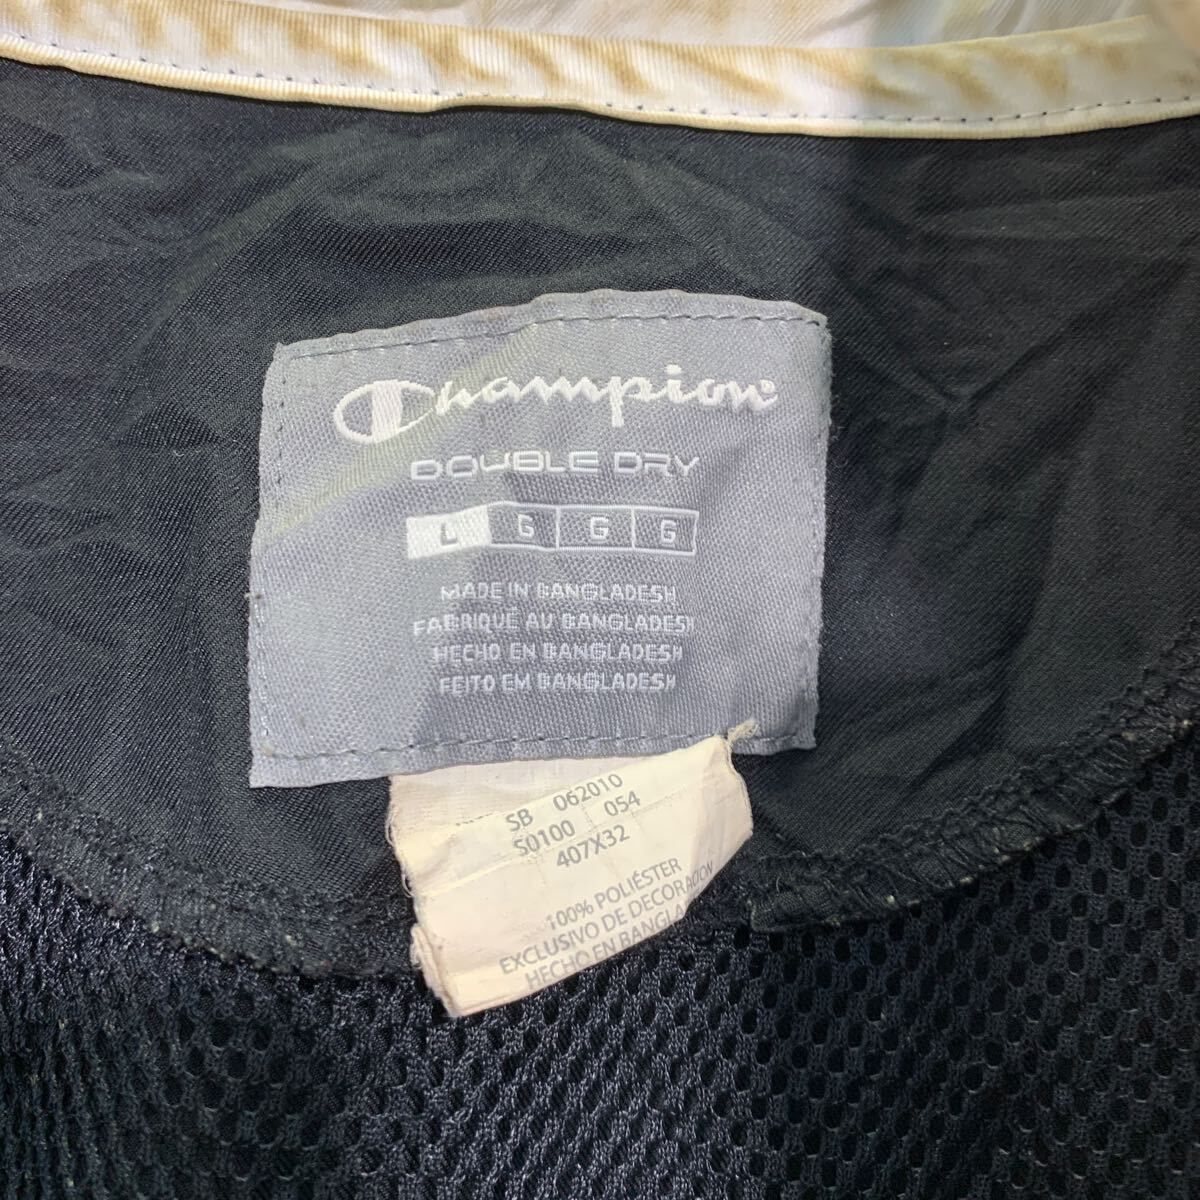 Champion
DOUBLE DRY
L G G G
MADE IN BANGLADESH
FABRIQUÉ AU BANGLADESH
HECHO EN BANGLADESH
FEITO EM BANGLADESH
SB 062010
S0100 054
407X32
100% POLIÉSTER
EXCLUSIVO DE DECORACION
HECHO EN